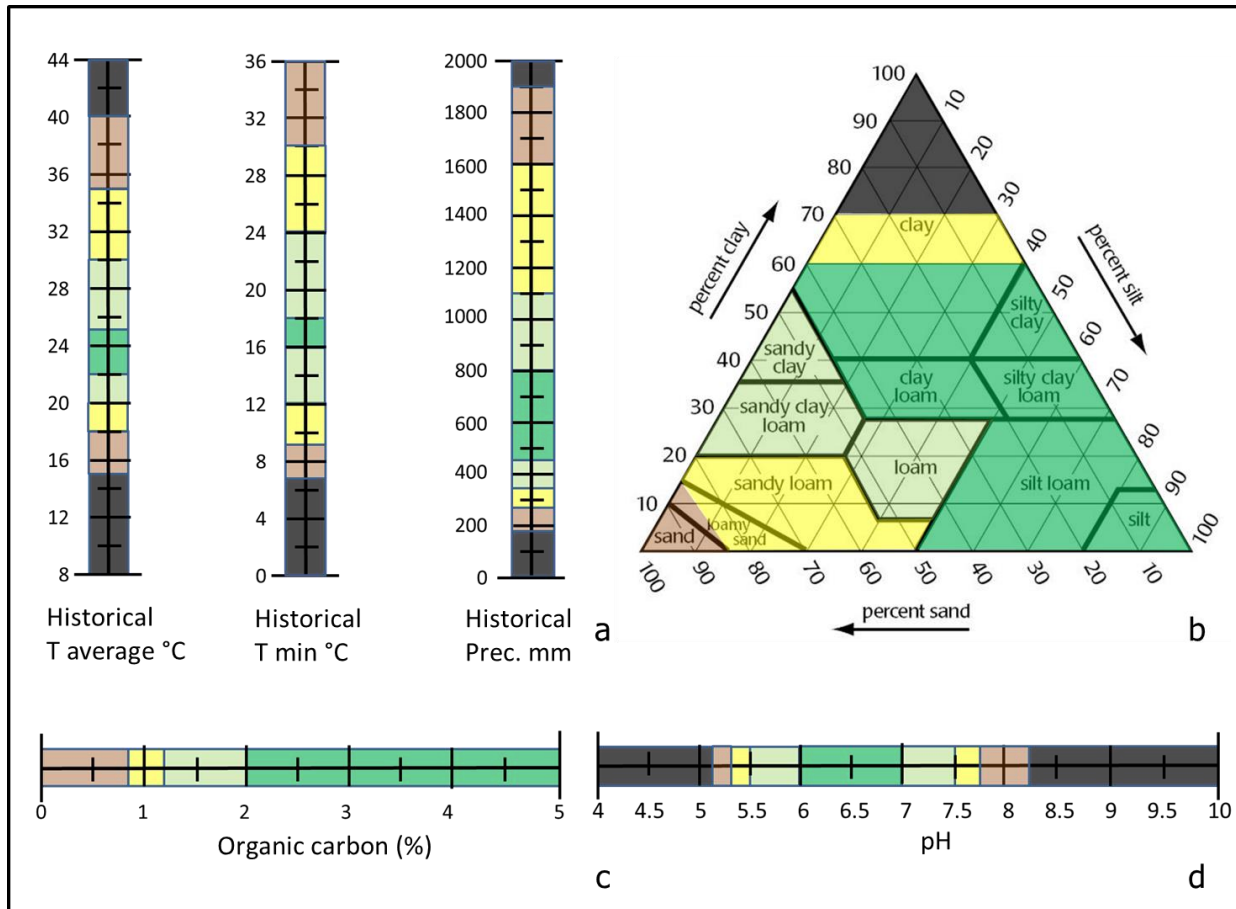 44
40
36
32
28
24
20
16
12
8
Historical
T average °C
36
32
28
24
20
16
12
8
4
0
Historical
T min °C
2000
1800
1600
1400
1200
1000
800
600
400
200
0
Historical
Prec. mm
a
100
90
80
70
60
50
40
30
20
10
percent clay
10
20
30
40
50
60
70
80
90
100
percent silt
clay
silty
clay
sandy
clay
clay
loam
silty clay
loam
sandy clay
loam
loam
silt loam
sandy loam
silt
loamy
sand
sand
100
90
80
70
60
50
40
30
20
10
percent sand
b
0
1
2
3
4
5
Organic carbon (%)
c
4
4.5
5
5.5
6
6.5
7
7.5
8
8.5
9
9.5
10
pH
d